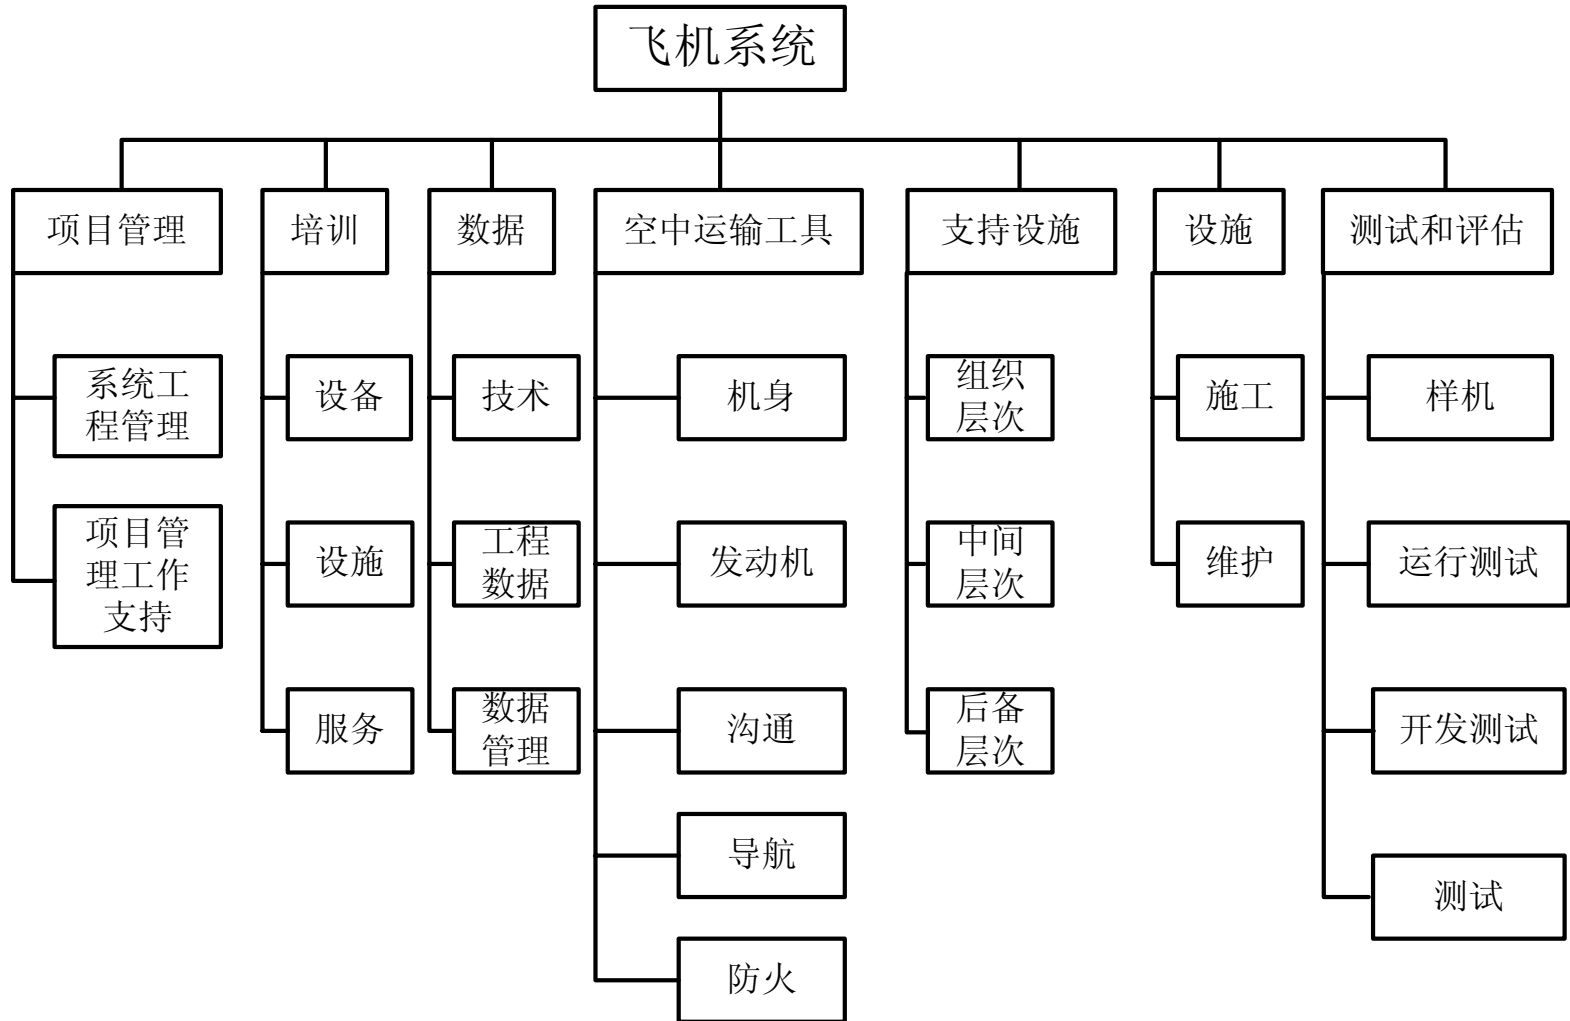 飞机系统
项目管理
培训
数据
空中运输工具
支持设施
设施
测试和评估
系统工
程管理
设备
技术
机身
组织
层次
施工
样机
项目管
理工作
支持
设施
工程
数据
发动机
中间
层次
维护
运行测试
服务
数据
管理
沟通
后备
层次
开发测试
导航
测试
防火